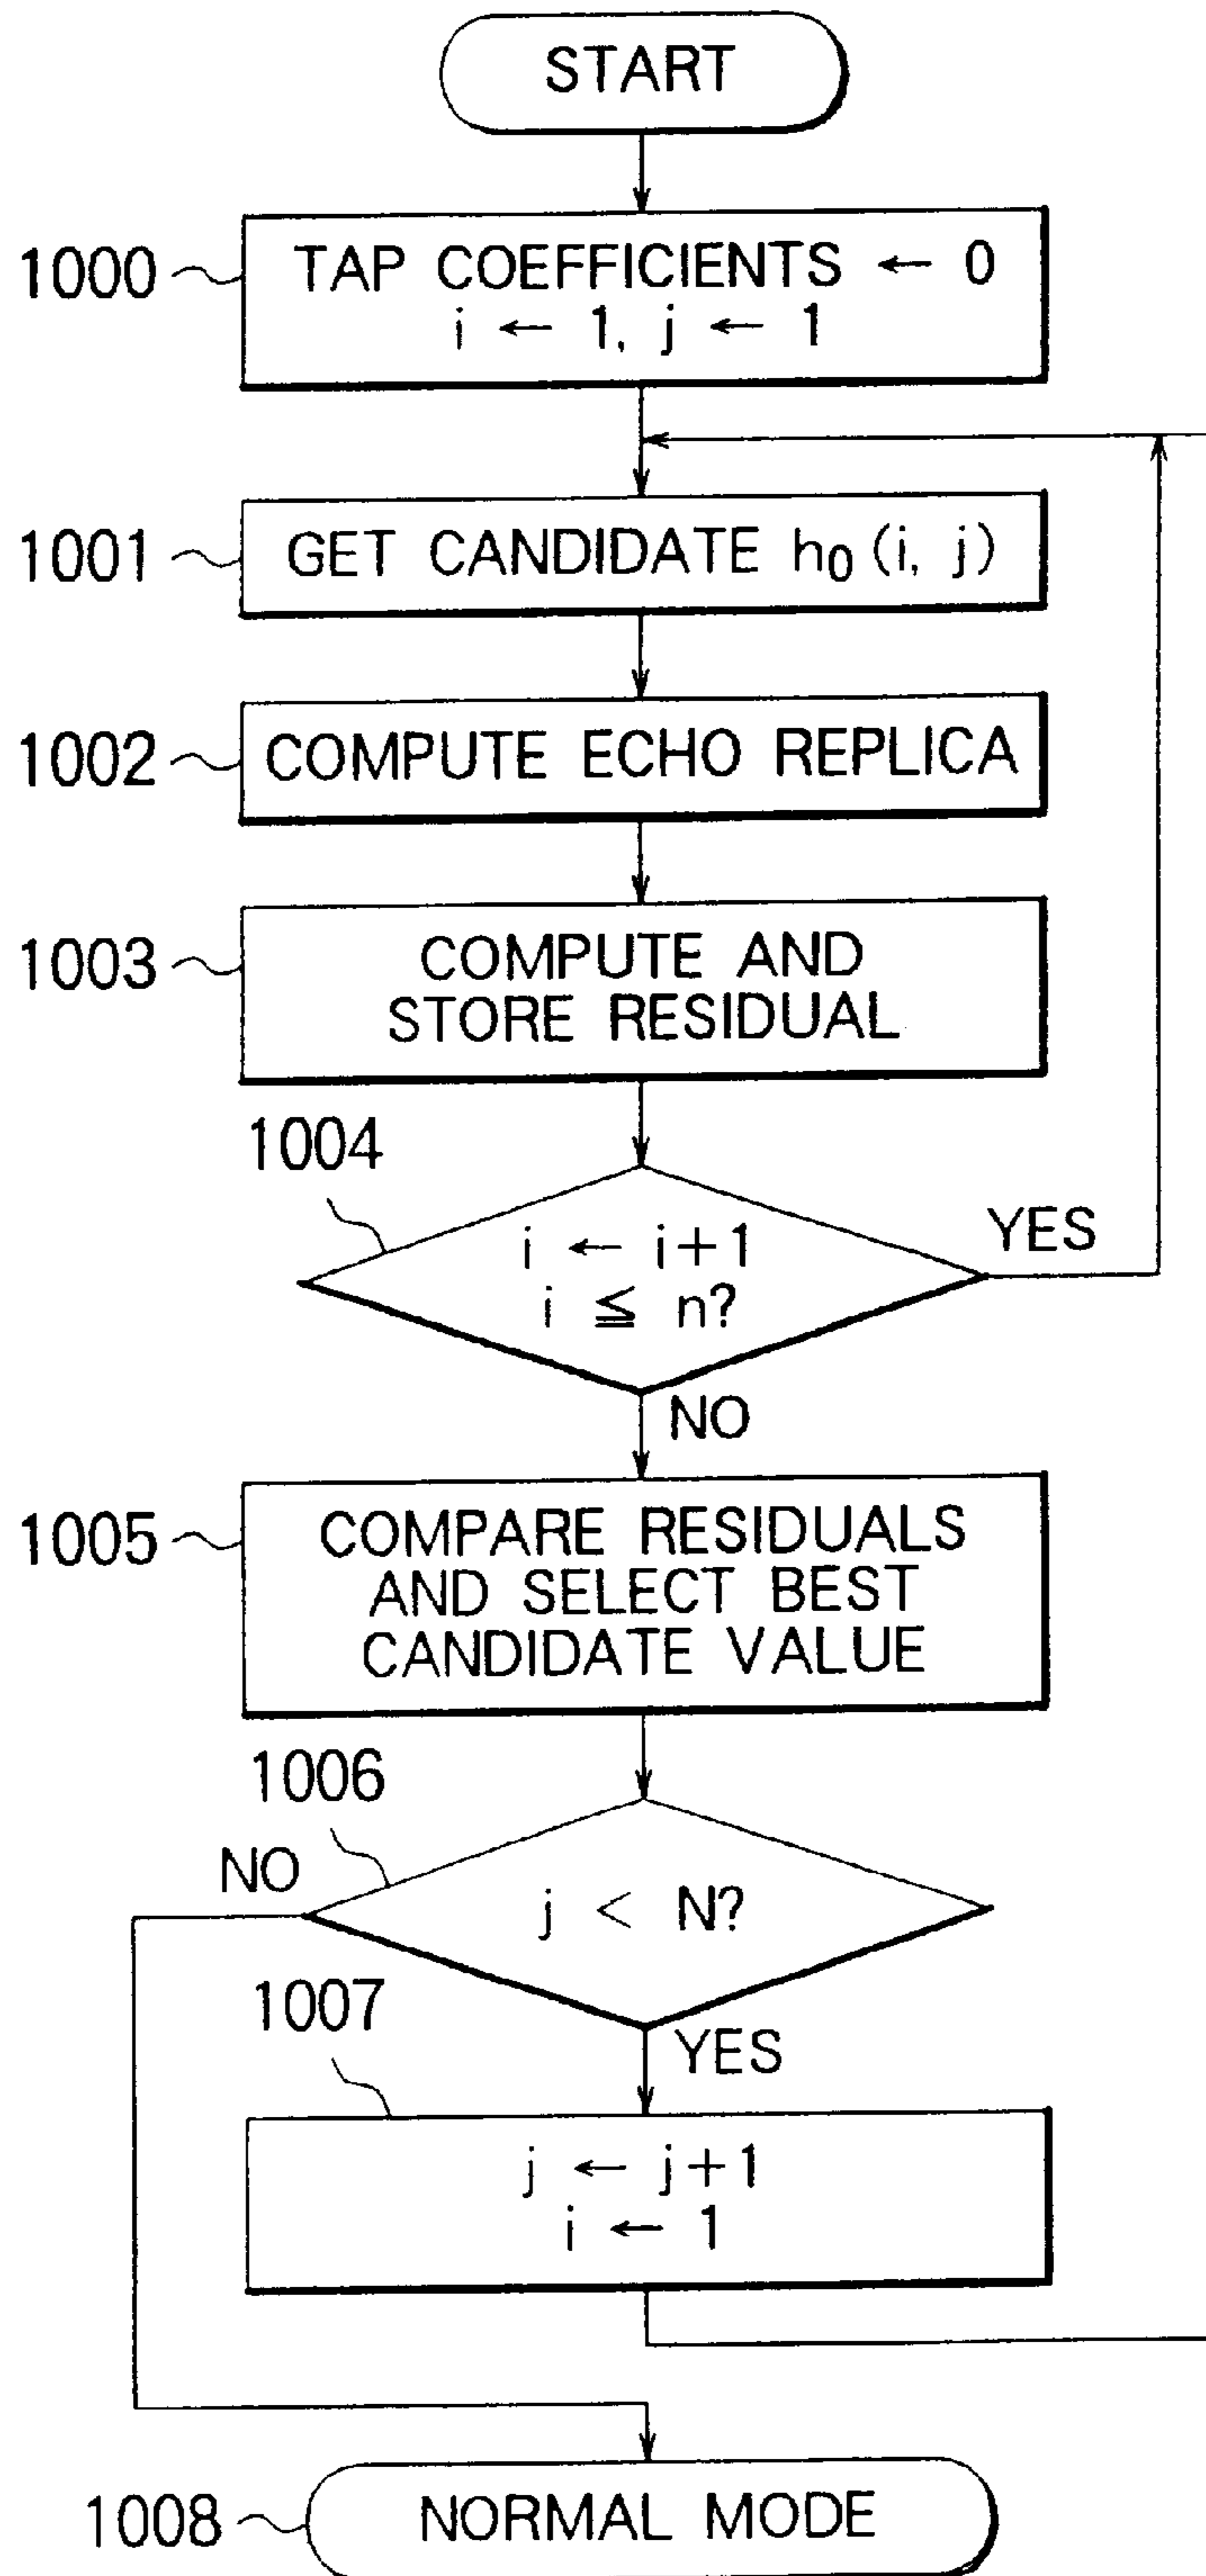 START
1000
TAP COEFFICIENTS ← 0
i ← 1, j ← 1
1001
GET CANDIDATE h₀ (i, j)
1002
COMPUTE ECHO REPLICA
1003
COMPUTE AND
STORE RESIDUAL
1004
i ← i+1
i ≦ n?
YES
NO
1005
COMPARE RESIDUALS
AND SELECT BEST
CANDIDATE VALUE
1006
NO
j < N?
YES
1007
j ← j+1
i ← 1
1008
NORMAL MODE